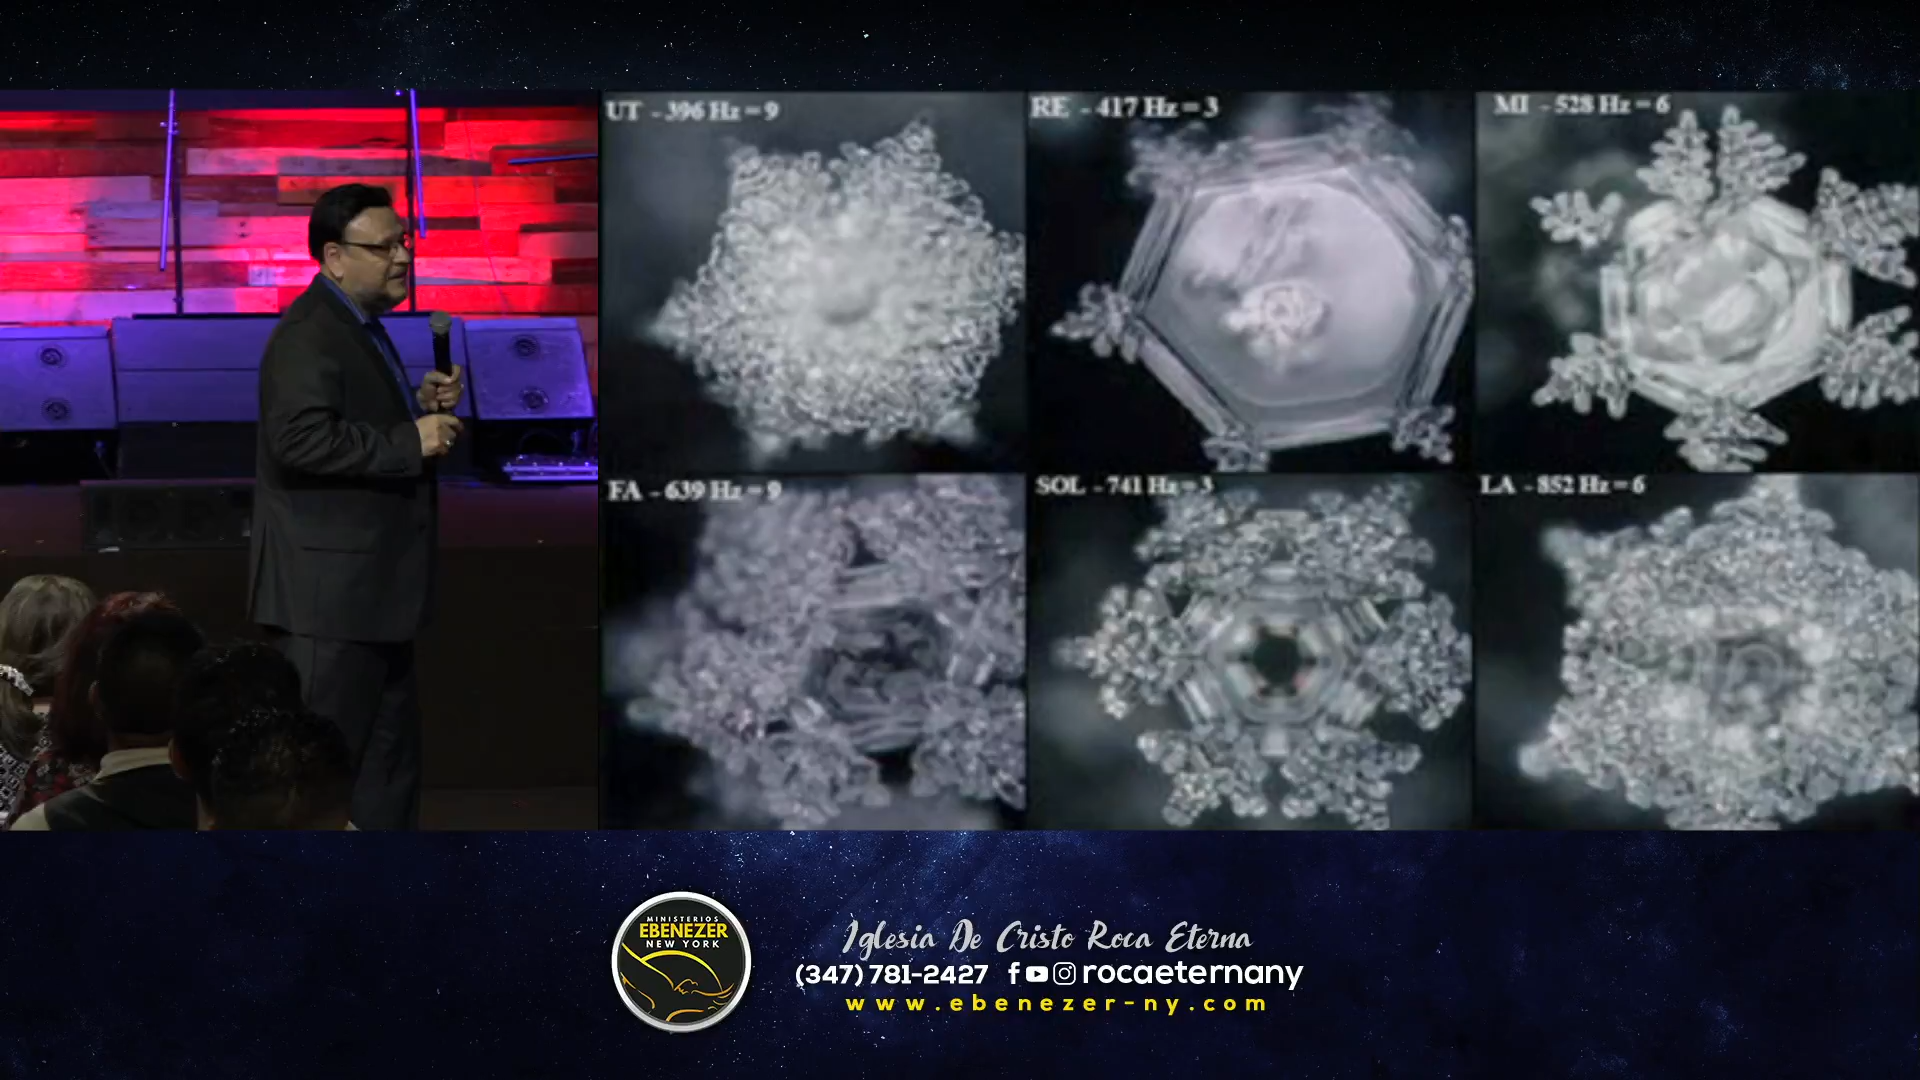 UT - 396 Hz = 9
RE - 417 Hz = 3
MI - 528 Hz = 6
FA - 639 Hz = 9
SOL - 741 Hz = 3
LA - 852 Hz = 6
MINISTERIOS
EBENEZER
NEW YORK
Iglesia De Cristo Roca Eterna
(347) 781-2427 rocaeternany
www.ebenezer-ny.com